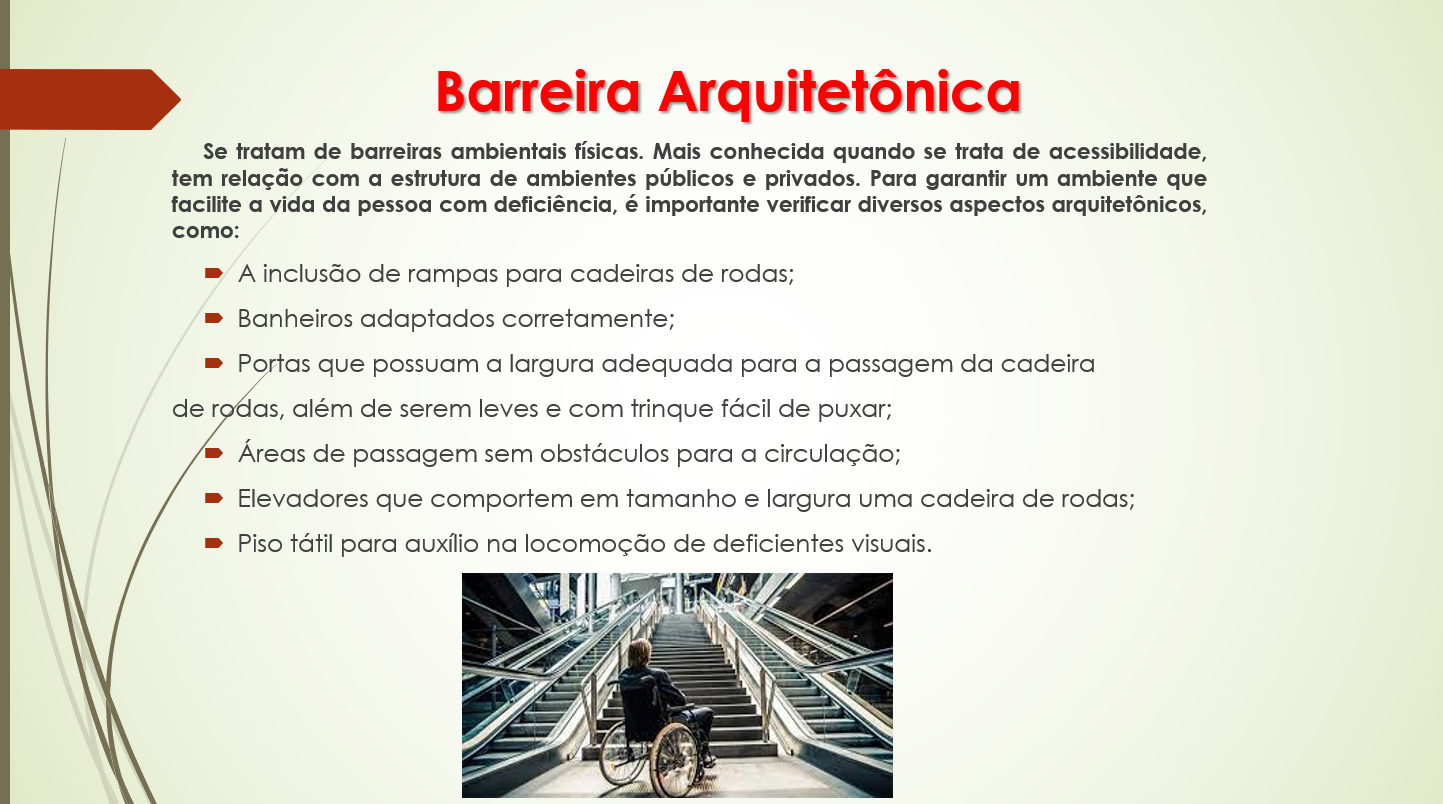 Barreira Arquitetônica
Se tratam de barreiras ambientais físicas. Mais conhecida quando se trata de acessibilidade,
tem relação com a estrutura de ambientes públicos e privados. Para garantir um ambiente que
facilite a vida da pessoa com deficiência, é importante verificar diversos aspectos arquitetônicos,
como:
A inclusão de rampas para cadeiras de rodas;
Banheiros adaptados corretamente;
Portas que possuam a largura adequada para a passagem da cadeira
de rodas, além de serem leves e com trinque fácil de puxar;
Áreas de passagem sem obstáculos para a circulação;
Elevadores que comportem em tamanho e largura uma cadeira de rodas;
Piso tátil para auxílio na locomoção de deficientes visuais.